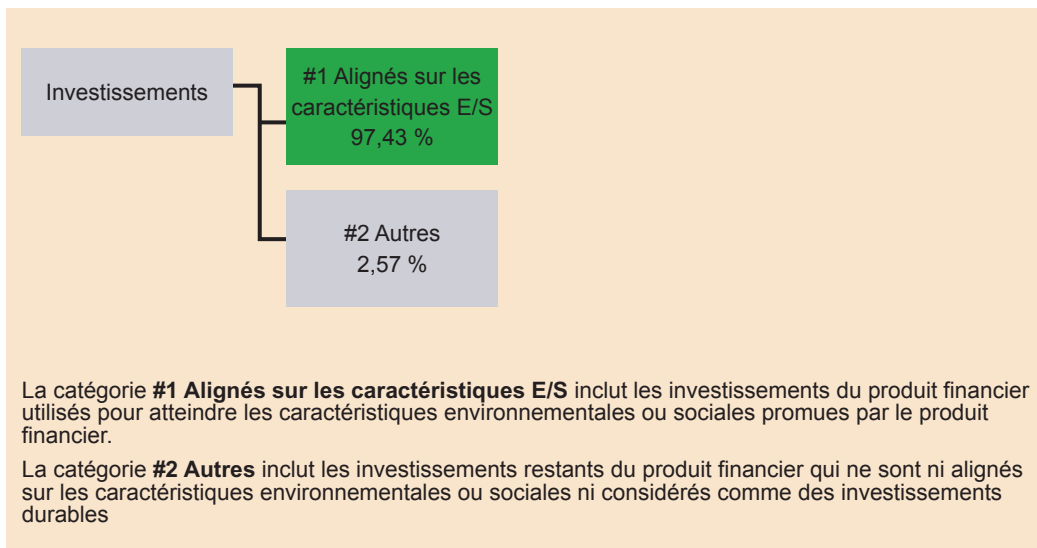 Investissements
#1 Alignés sur les
caractéristiques E/S
97,43 %
#2 Autres
2,57 %
La catégorie #1 Alignés sur les caractéristiques E/S inclut les investissements du produit financier
utilisés pour atteindre les caractéristiques environnementales ou sociales promues par le produit
financier.
La catégorie #2 Autres inclut les investissements restants du produit financier qui ne sont ni alignés
sur les caractéristiques environnementales ou sociales ni considérés comme des investissements
durables